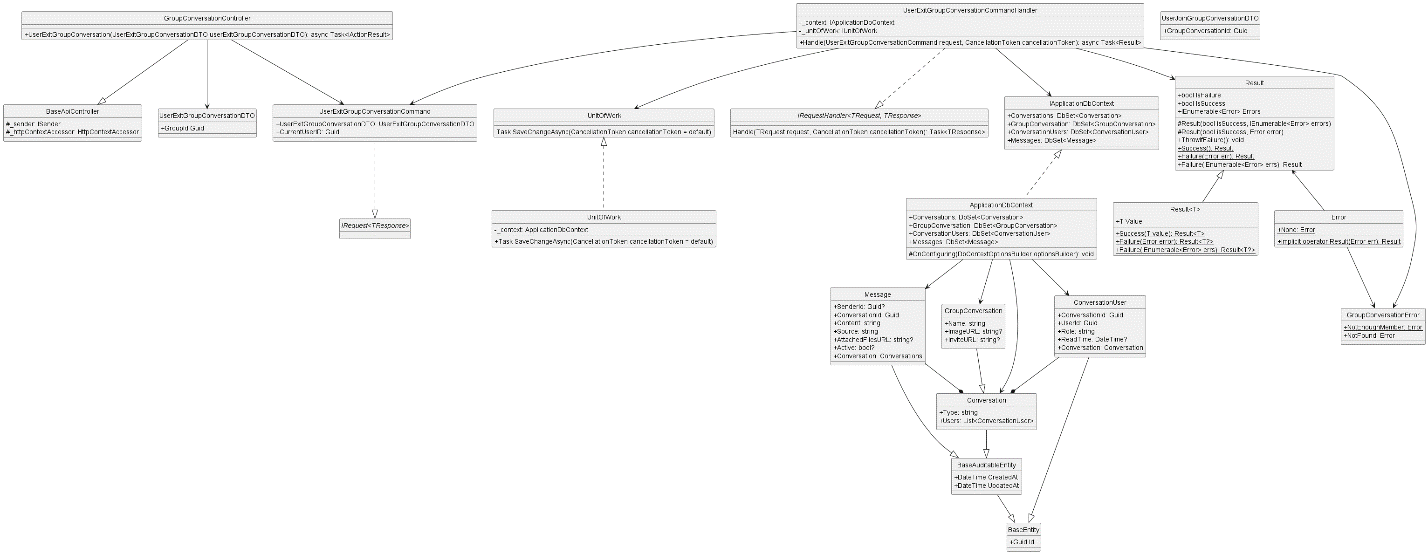 GroupConversationController
+UserExitGroupConversation(UserExitGroupConversationDTO userExitGroupConversationDTO): async Task<IActionResult>
UserExitGroupConversationCommandHandler
-_context: IApplicationDbContext
-_unitOfWork: IUnitOfWork
+Handle(UserExitGroupConversationCommand request, CancellationToken cancellationToken): async Task<Result>
UserJoinGroupConversationDTO
+GroupConversationId: Guid
BaseApiController
#_sender: ISender
#_httpContextAccessor: HttpContextAccessor
UserExitGroupConversationDTO
+GroupId: Guid
UserExitGroupConversationCommand
+UserExitGroupConversationDTO: UserExitGroupConversationDTO
+CurrentUserID: Guid
IUnitOfWork
Task SaveChangeAsync(CancellationToken cancellationToken = default)
IRequestHandler<TRequest, TResponse>
Handle(TRequest request, CancellationToken cancellationToken): Task<TResponse>
IApplicationDbContext
+Conversations: DbSet<Conversation>
+GroupConversation: DbSet<GroupConversation>
+ConversationUsers: DbSet<ConversationUser>
+Messages: DbSet<Message>
Result
+bool IsFailure
+bool IsSuccess
+IEnumerable<Error> Errors
#Result(bool isSuccess, IEnumerable<Error> errors)
#Result(bool isSuccess, Error error)
+ThrowIfFailure(): void
+Success(): Result
+Failure(Error err): Result
+Failure(IEnumerable<Error> errs): Result
IRequest<TResponse>
UnitOfWork
-_context: ApplicationDbContext
+Task SaveChangeAsync(CancellationToken cancellationToken = default)
ApplicationDbContext
+Conversations: DbSet<Conversation>
+GroupConversation: DbSet<GroupConversation>
+ConversationUsers: DbSet<ConversationUser>
+Messages: DbSet<Message>
#OnConfiguring(DbContextOptionsBuilder optionsBuilder): void
Result<T>
+T Value
+Success(T value): Result<T>
+Failure(Error error): Result<T?>
+Failure(IEnumerable<Error> errs): Result<T?>
Error
+None: Error
+implicit operator Result(Error err): Result
Message
+SenderId: Guid?
+ConversationId: Guid
+Content: string
+Source: string
+AttachedFilesURL: string?
+Active: bool?
+Conversation: Conversations
GroupConversation
+Name: string
+ImageURL: string?
+InviteURL: string?
ConversationUser
+ConversationId: Guid
+UserId: Guid
+Role: string
+ReadTime: DateTime?
+Conversation: Conversation
GroupConversationError
+NotEnoughMember: Error
+NotFound: Error
Conversation
+Type: string
+Users: List<ConversationUser>
BaseAuditableEntity
+DateTime CreatedAt
+DateTime UpdatedAt
BaseEntity
+Guid Id